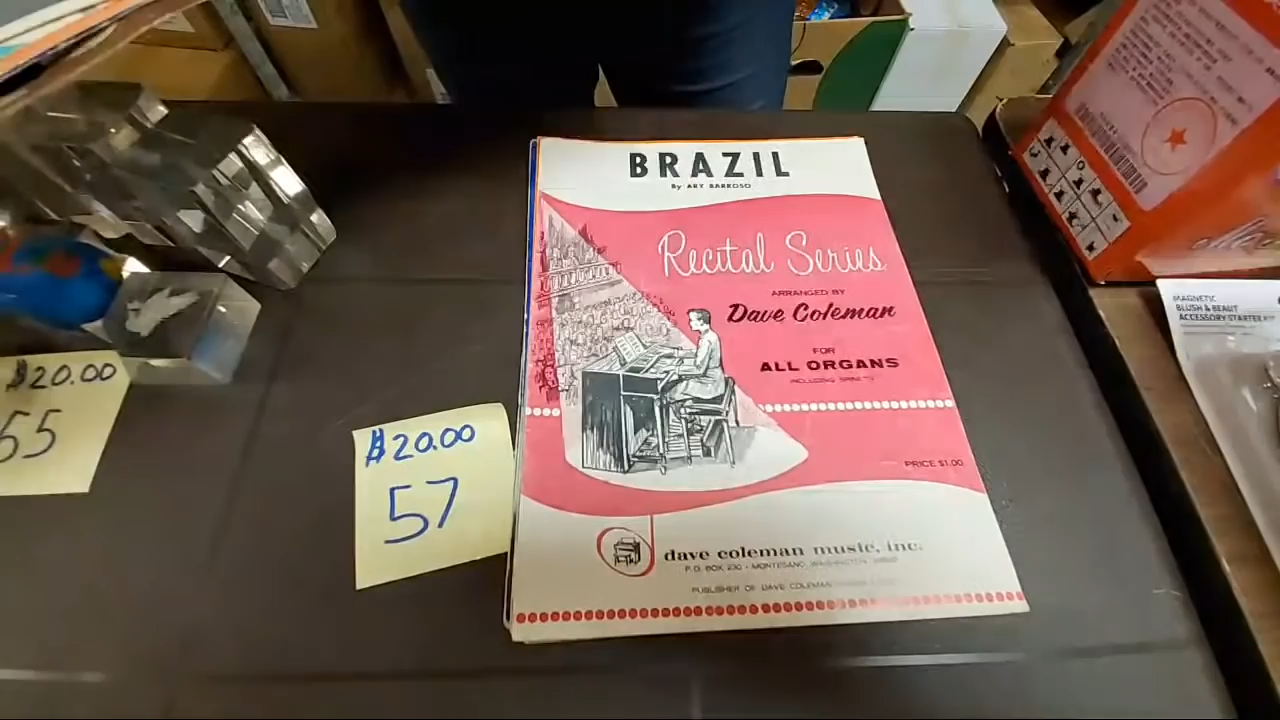 BRAZIL
By ARY BARROSO
Recital Series
ARRANGED BY
Dave Coleman
FOR
ALL ORGANS
PRICE $1.00
dave coleman music, inc.
P.O. BOX 230 - MONTESANO, WASHINGTON
PUBLISHER OF DAVE COLEMAN
$20.00
57
$20.00
55
MAGNETIC
BLUSH & BEAUT
ACCESSORY STARTER KIT